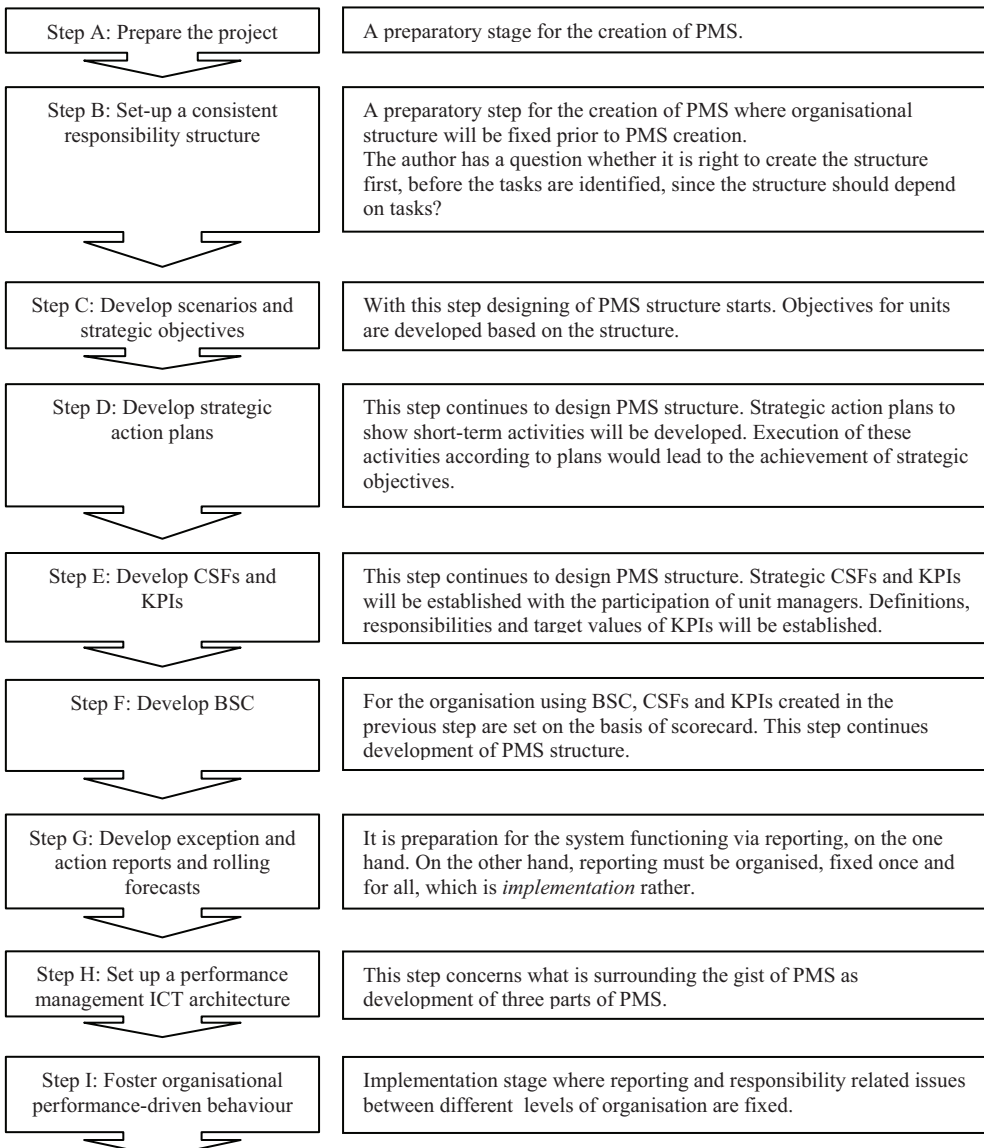 Step A: Prepare the project
A preparatory stage for the creation of PMS.
Step B: Set-up a consistent
responsibility structure
A preparatory step for the creation of PMS where organisational
structure will be fixed prior to PMS creation.
The author has a question whether it is right to create the structure
first, before the tasks are identified, since the structure should depend
on tasks?
Step C: Develop scenarios and
strategic objectives
With this step designing of PMS structure starts. Objectives for units
are developed based on the structure.
Step D: Develop strategic
action plans
This step continues to design PMS structure. Strategic action plans to
show short-term activities will be developed. Execution of these
activities according to plans would lead to the achievement of strategic
objectives.
Step E: Develop CSFs and
KPIs
This step continues to design PMS structure. Strategic CSFs and KPIs
will be established with the participation of unit managers. Definitions,
responsibilities and target values of KPIs will be established.
Step F: Develop BSC
For the organisation using BSC, CSFs and KPIs created in the
previous step are set on the basis of scorecard. This step continues
development of PMS structure.
Step G: Develop exception and
action reports and rolling
forecasts
It is preparation for the system functioning via reporting, on the one
hand. On the other hand, reporting must be organised, fixed once and
for all, which is implementation rather.
Step H: Set up a performance
management ICT architecture
This step concerns what is surrounding the gist of PMS as
development of three parts of PMS.
Step I: Foster organisational
performance-driven behaviour
Implementation stage where reporting and responsibility related issues
between different levels of organisation are fixed.